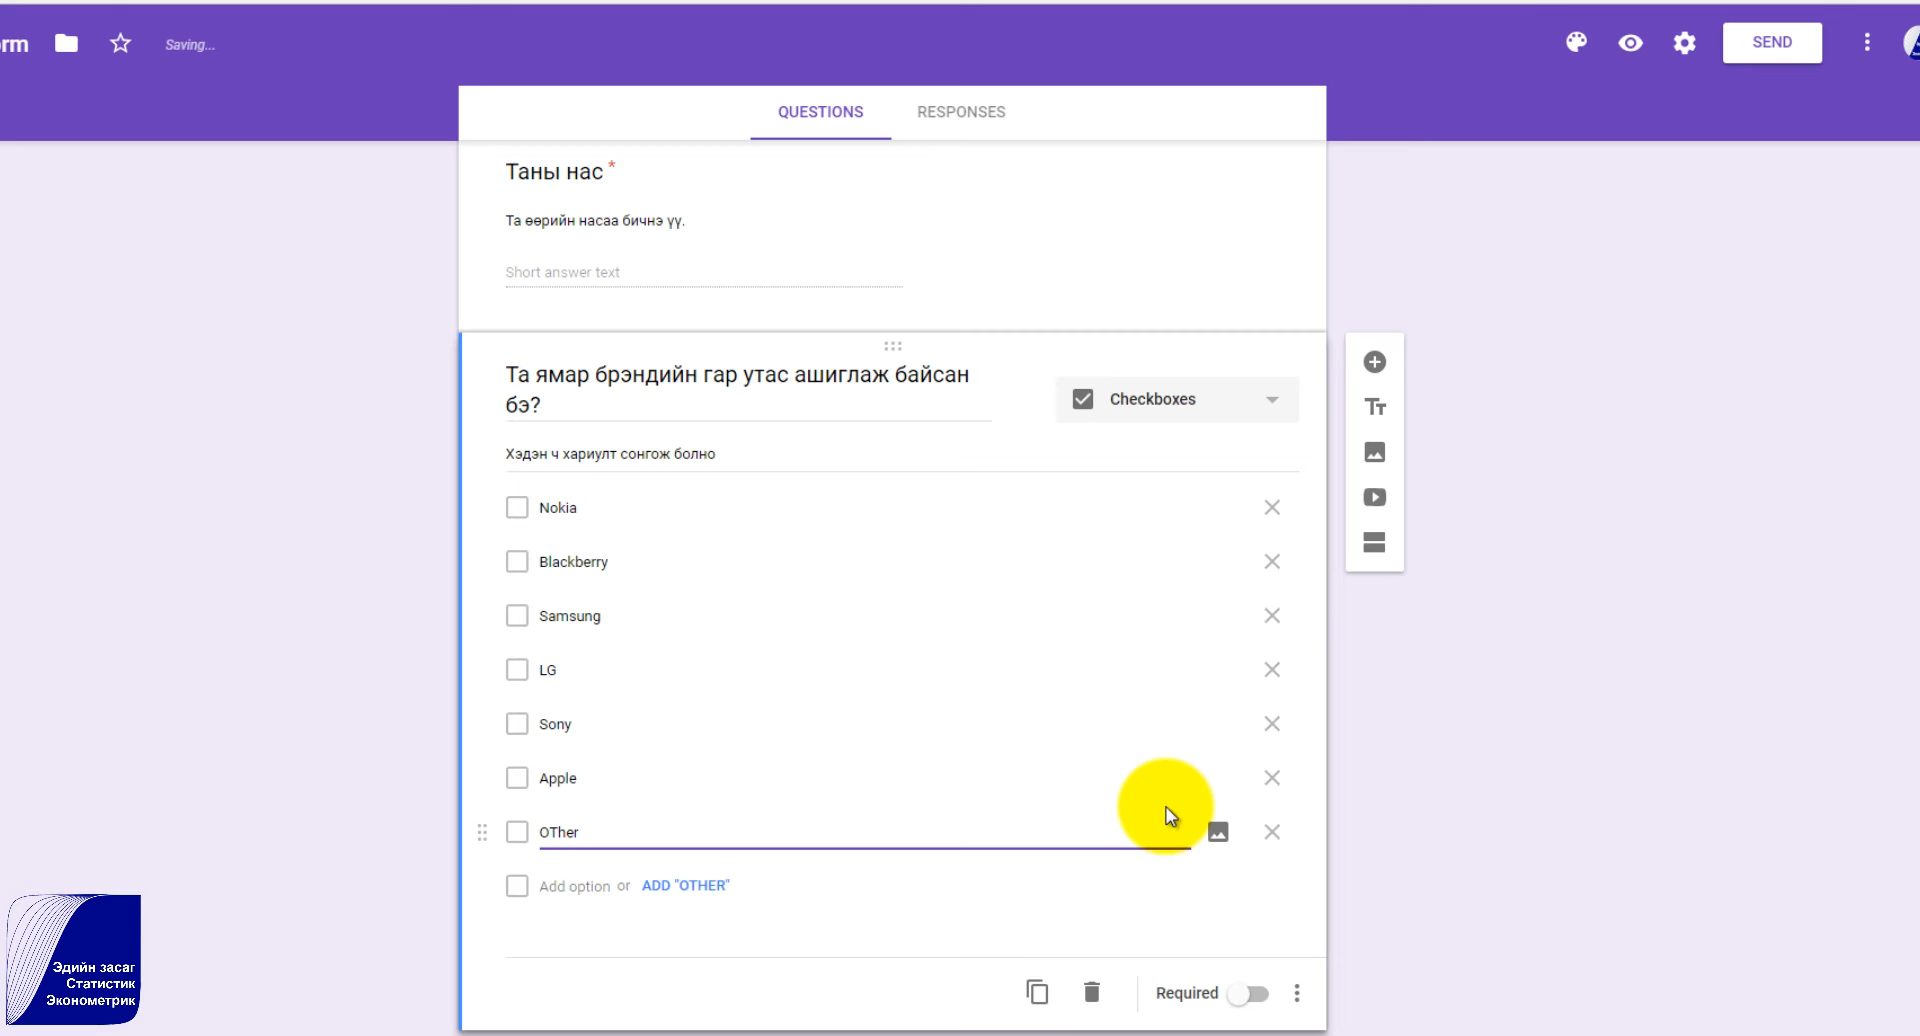 rm
Saving...
SEND
QUESTIONS
RESPONSES
Таны нас *
Та өөрийн насаа бичнэ үү.
Short answer text
Та ямар брэндийн гар утас ашиглаж байсан
бэ?
Checkboxes
Хэдэн ч хариулт сонгож болно
Nokia
Blackberry
Samsung
LG
Sony
Apple
OTher
Add option or ADD "OTHER"
Required
Эдийн засаг
Статистик
Эконометрик